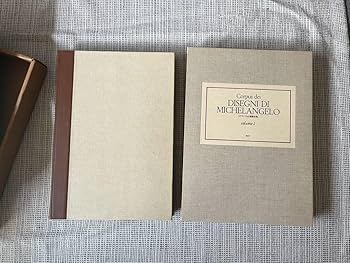 Corpus dei
DISEGNI DI
MICHELANGELO
volume I